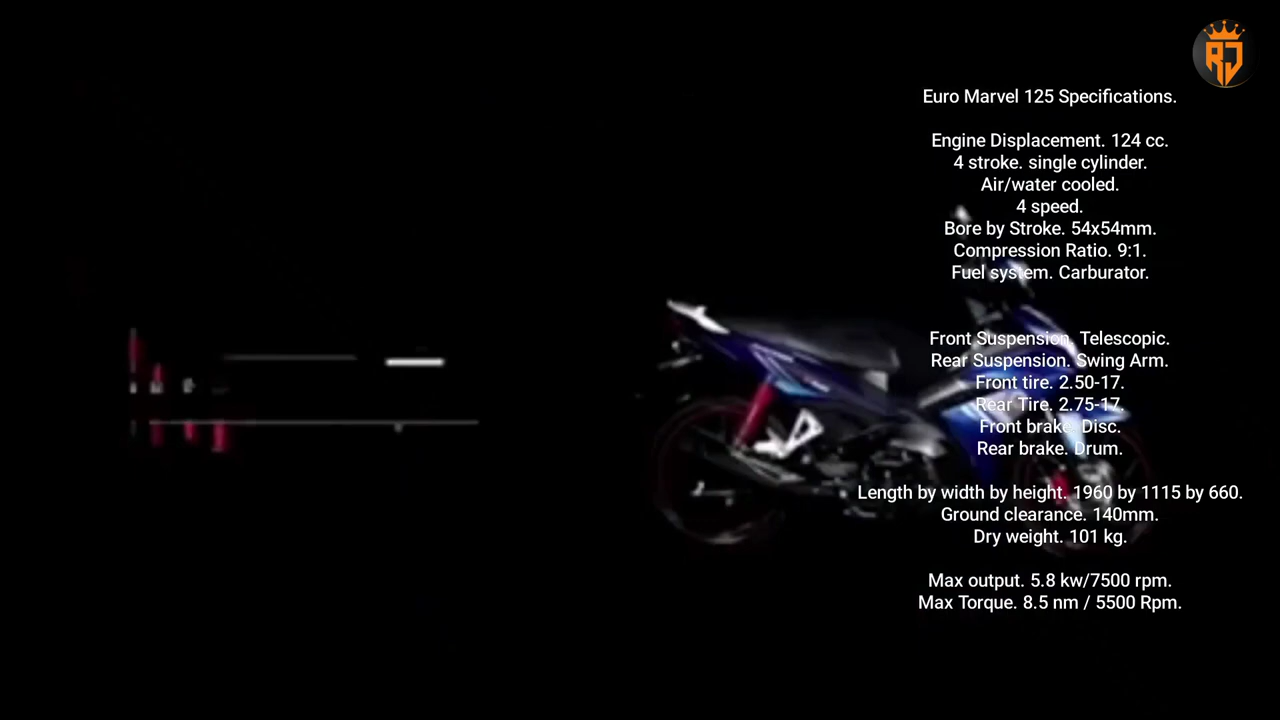 RJ
Euro Marvel 125 Specifications.
Engine Displacement. 124 cc.
4 stroke. single cylinder.
Air/water cooled.
4 speed.
Bore by Stroke. 54x54mm.
Compression Ratio. 9:1.
Fuel system. Carburator.
Front Suspension. Telescopic.
Rear Suspension. Swing Arm.
Front tire. 2.50-17.
Rear Tire. 2.75-17.
Front brake. Disc.
Rear brake. Drum.
Length by width by height. 1960 by 1115 by 660.
Ground clearance. 140mm.
Dry weight. 101 kg.
Max output. 5.8 kw/7500 rpm.
Max Torque. 8.5 nm / 5500 Rpm.